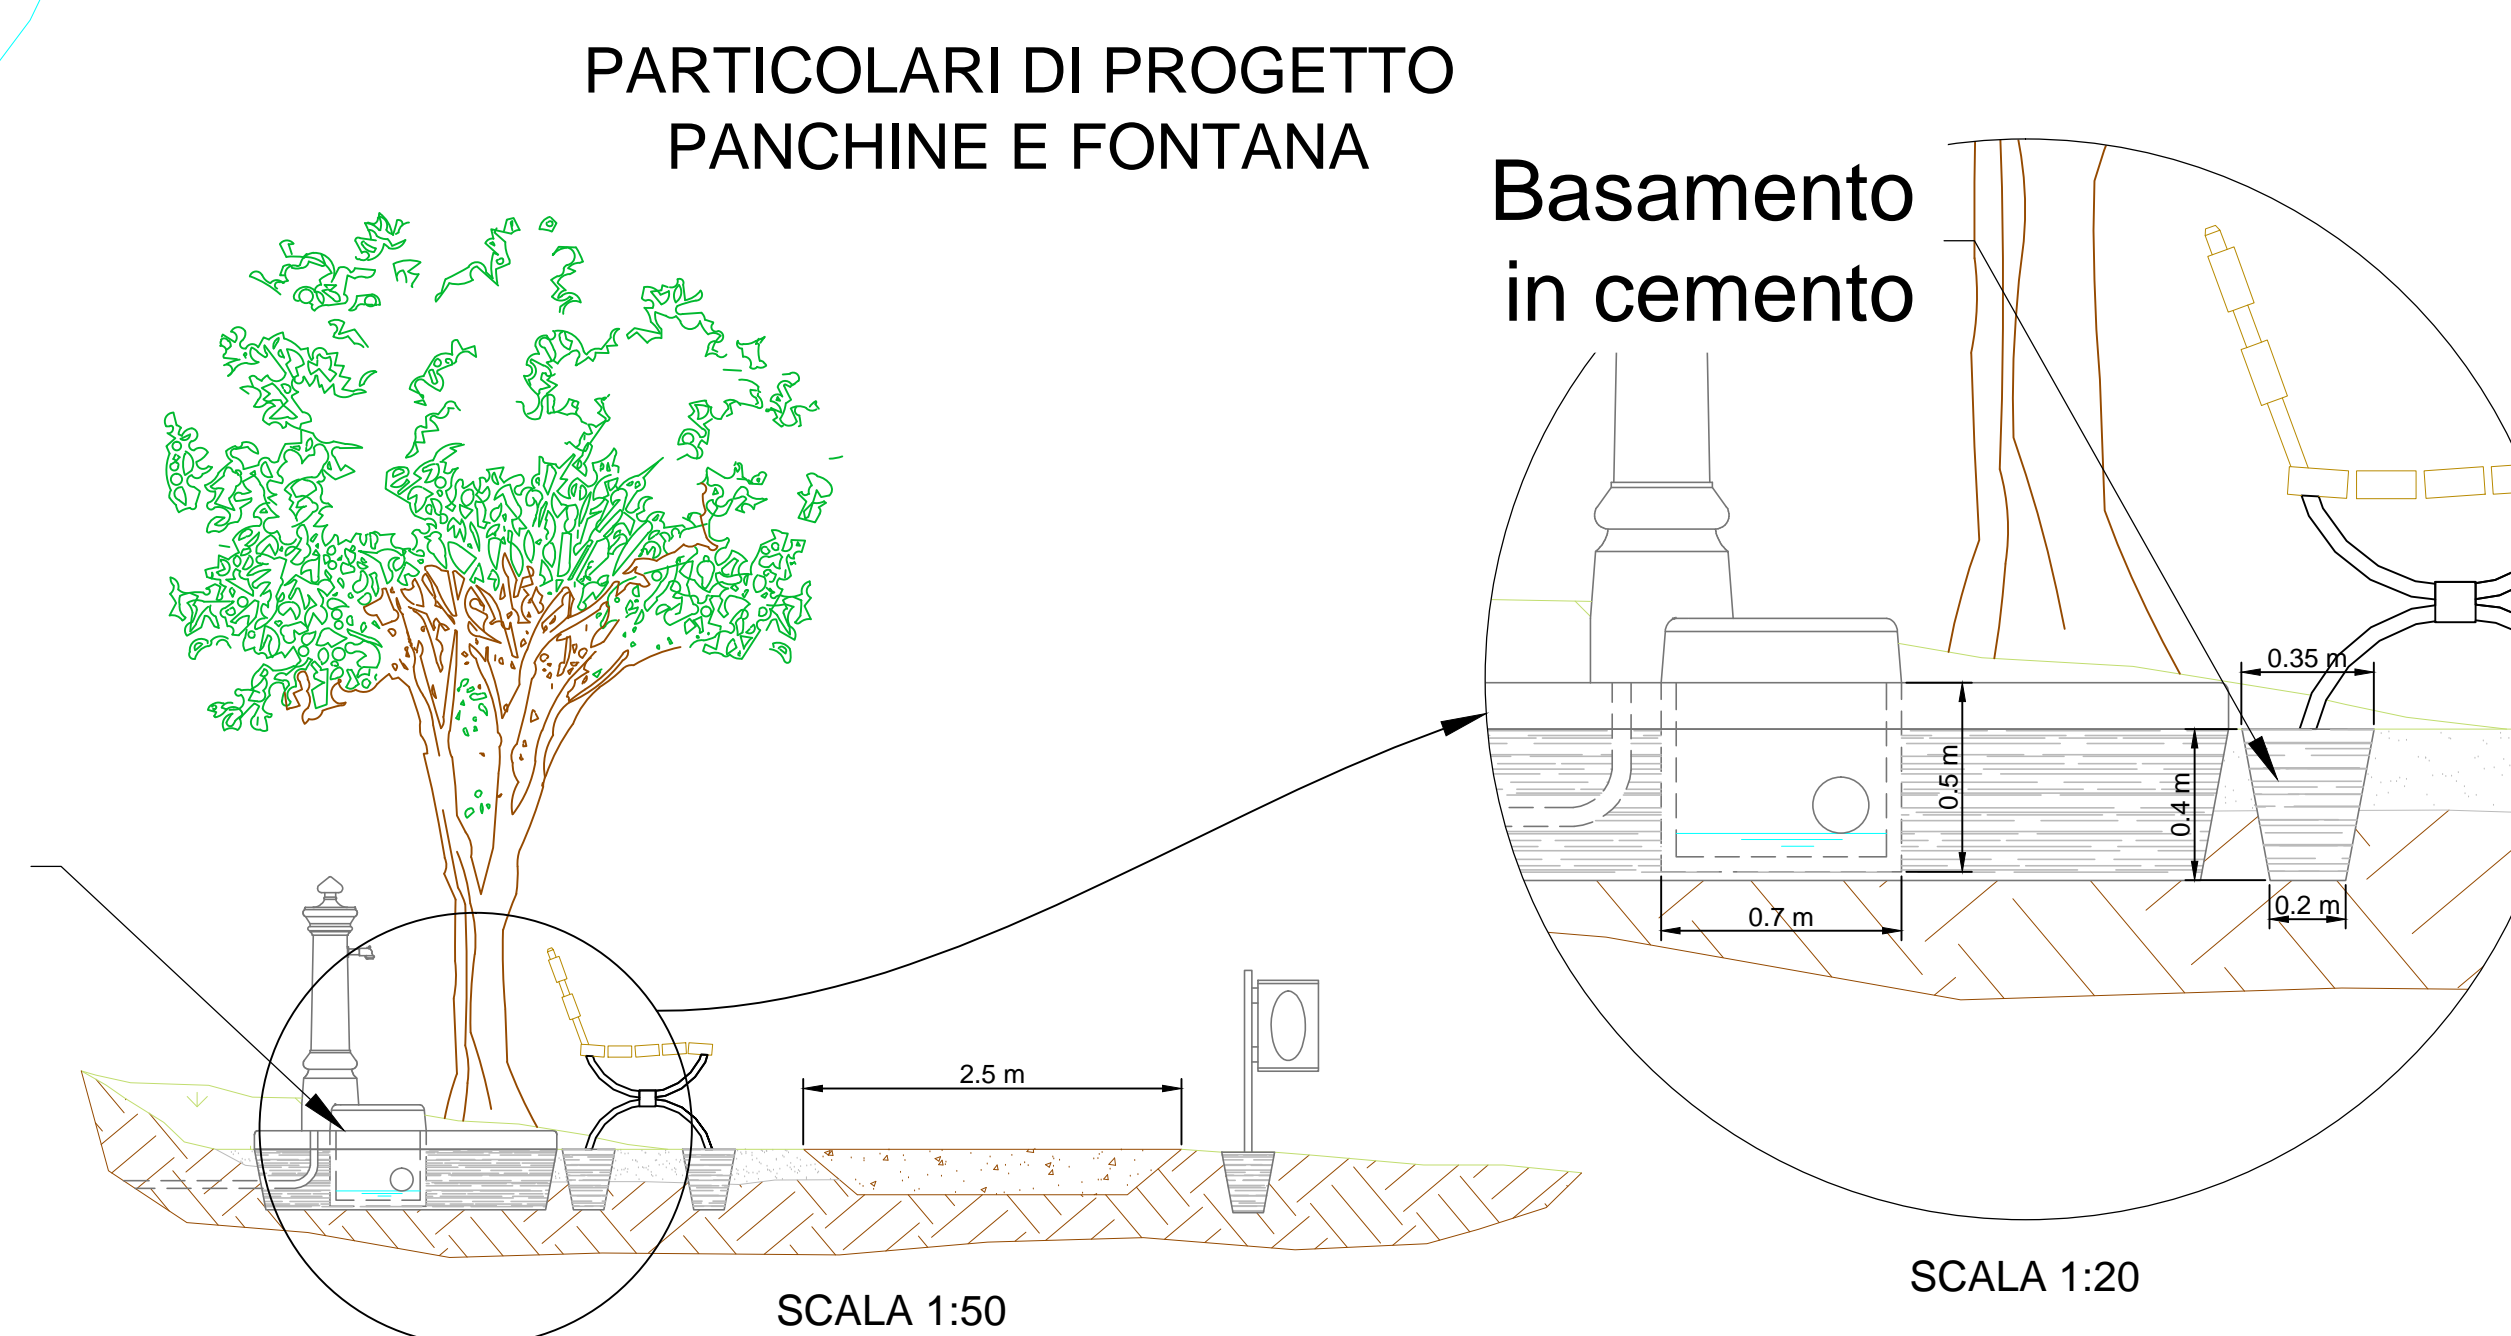 PARTICOLARI DI PROGETTO
PANCHINE E FONTANA
Basamento
in cemento
0.35 m
0.5 m
0.4 m
0.7 m
0.2 m
2.5 m
SCALA 1:20
SCALA 1:50